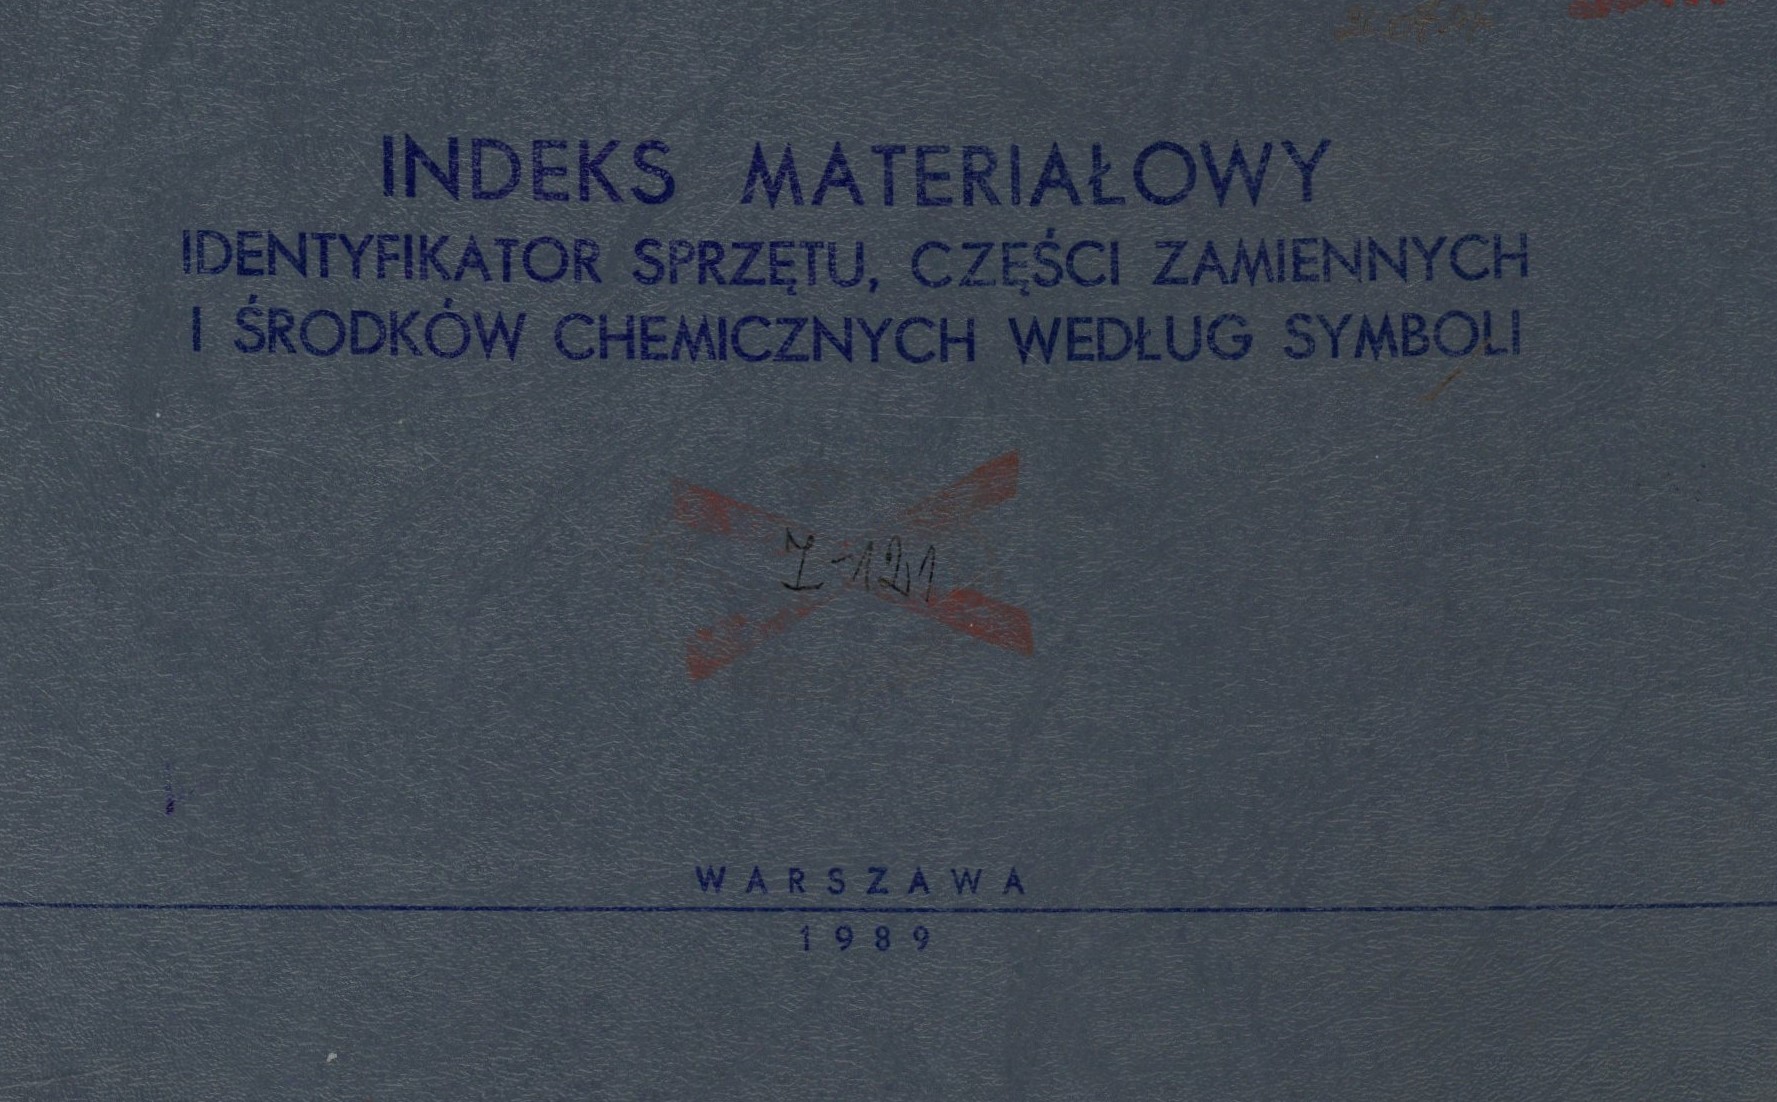 INDEKS MATERIAŁOWY
IDENTYFIKATOR SPRZĘTU, CZĘŚCI ZAMIENNYCH
I ŚRODKÓW CHEMICZNYCH WEDŁUG SYMBOLI
I-121
WARSZAWA
1989